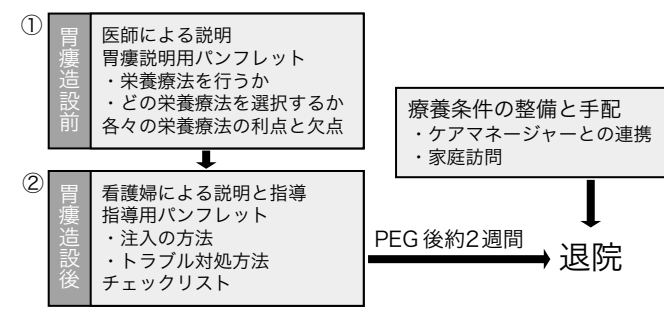 ①
胃瘻造設前
医師による説明
胃瘻説明用パンフレット
・栄養療法を行うか
・どの栄養療法を選択するか
各々の栄養療法の利点と欠点
②
胃瘻造設後
看護婦による説明と指導
指導用パンフレット
・注入の方法
・トラブル対処方法
チェックリスト
PEG後約2週間
療養条件の整備と手配
・ケアマネージャーとの連携
・家庭訪問
退院